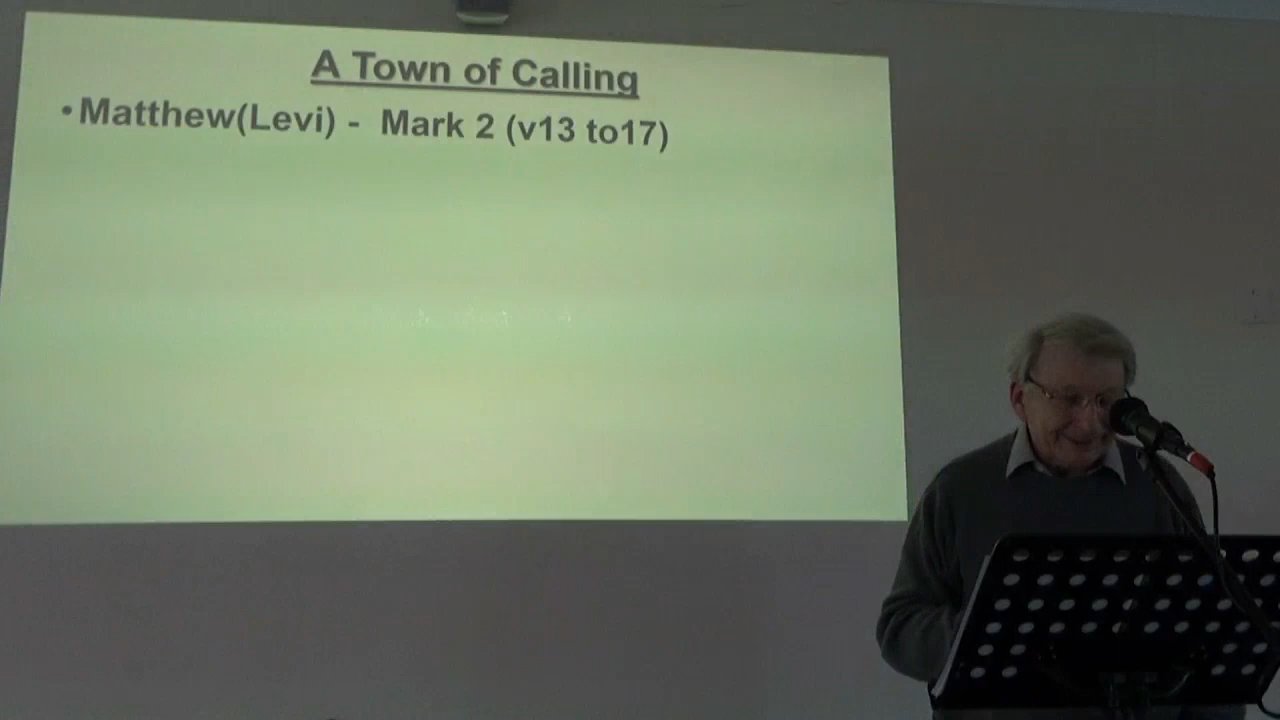 A Town of Calling
•Matthew(Levi) - Mark 2 (v13 to17)